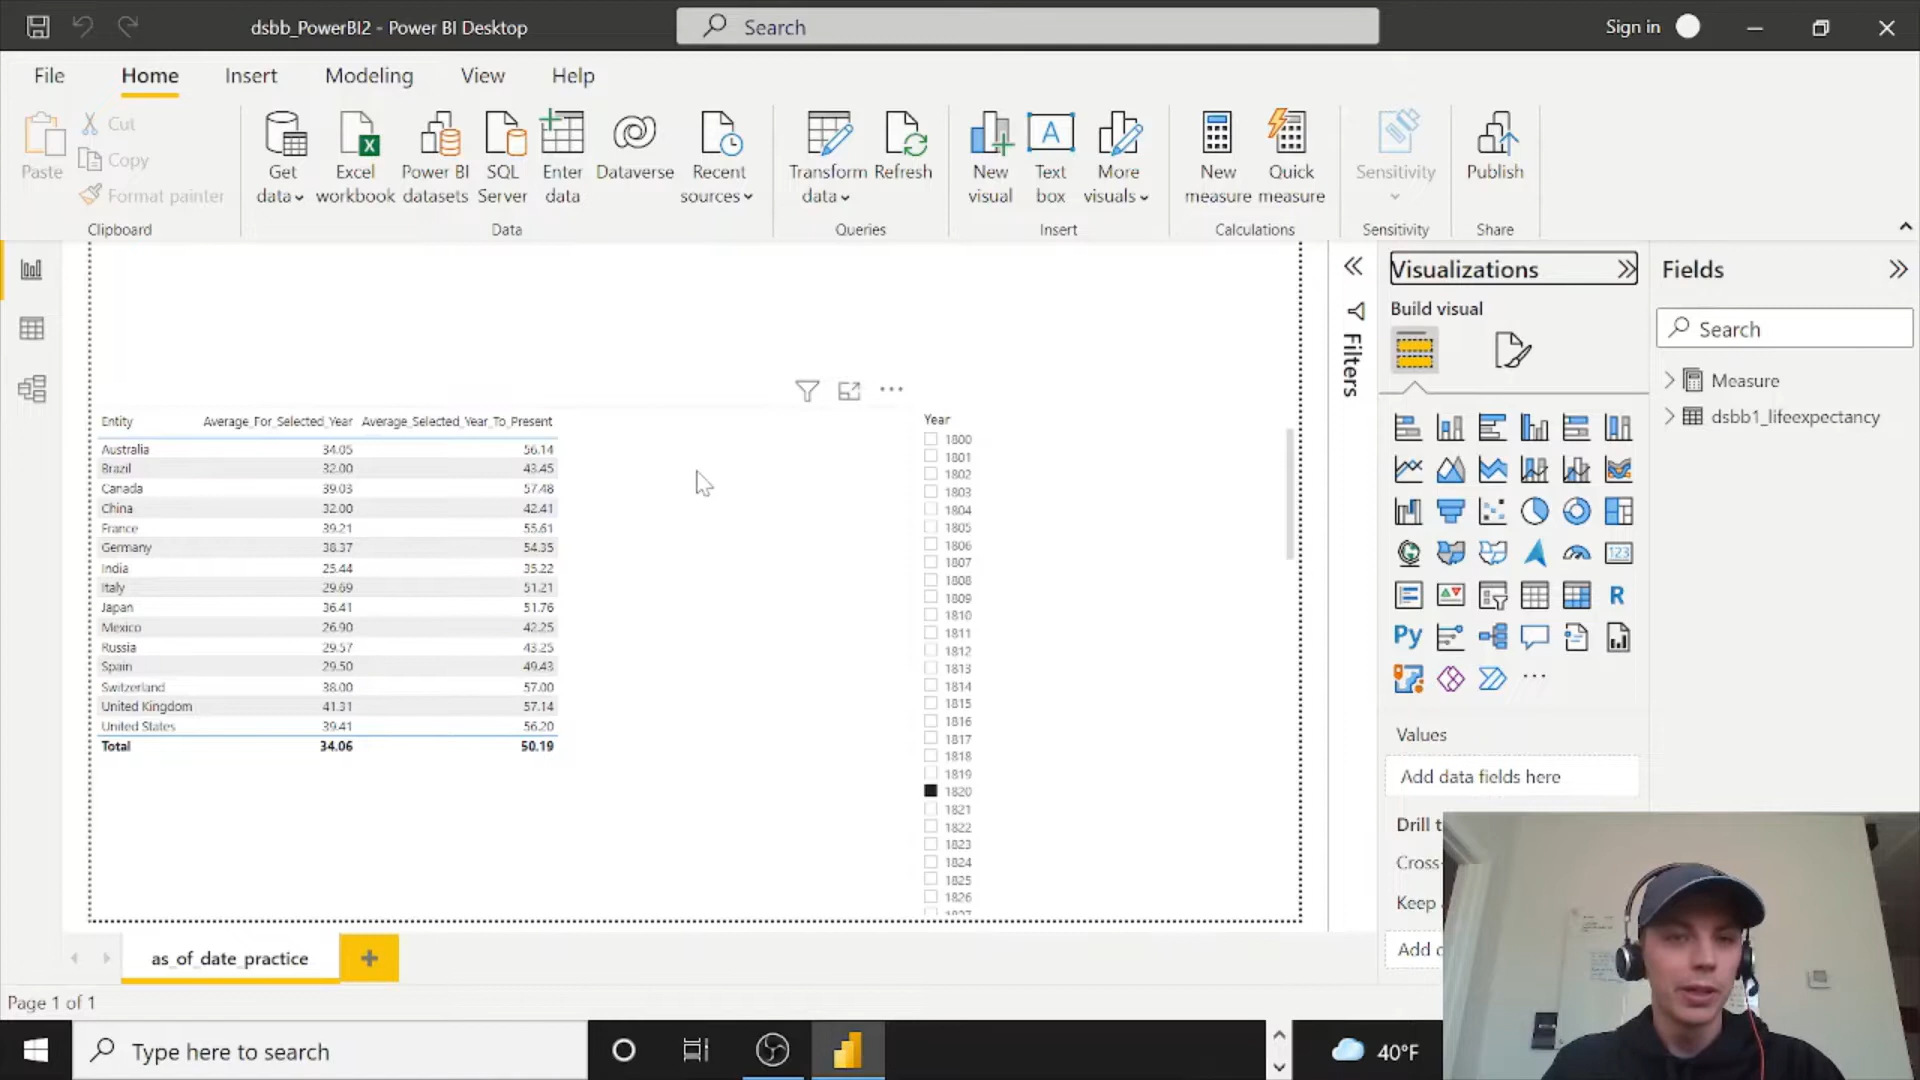 dsbb_PowerBI2 - Power BI Desktop
Search
Sign in
File Home Insert Modeling View Help
Paste
Cut
Copy
Format painter
Clipboard
Get data
Excel workbook
Power BI datasets
SQL Server
Enter data
Dataverse
Recent sources
Data
Transform data
Refresh
Queries
New visual
Text box
More visuals
Insert
New measure
Quick measure
Calculations
Sensitivity
Sensitivity
Publish
Share
Entity Average_For_Selected_Year Average_Selected_Year_To_Present
Australia 34.05 56.14
Brazil 32.00 43.45
Canada 39.03 57.48
China 32.00 42.41
France 39.21 55.61
Germany 38.37 54.35
India 25.44 35.22
Italy 29.69 51.21
Japan 36.41 51.76
Mexico 26.90 42.25
Russia 29.57 43.25
Spain 29.50 49.43
Switzerland 38.00 57.00
United Kingdom 41.31 57.14
United States 39.41 56.20
Total 34.06 50.19
Year
1800
1801
1802
1803
1804
1805
1806
1807
1808
1809
1810
1811
1812
1813
1814
1815
1816
1817
1818
1819
1820
1821
1822
1823
1824
1825
1826
1827
Filters
Visualizations
Build visual
123
R
Py
Values
Add data fields here
Drill t
Cross-
Keep
Add
Fields
Search
Measure
dsbb1_lifeexpectancy
as_of_date_practice
Page 1 of 1
Type here to search
40°F